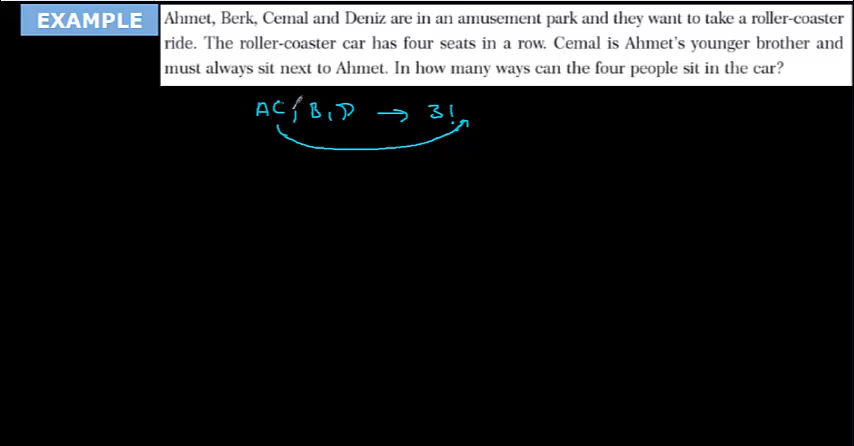 EXAMPLE
Ahmet, Berk, Cemal and Deniz are in an amusement park and they want to take a roller-coaster
ride. The roller-coaster car has four seats in a row. Cemal is Ahmet's younger brother and
must always sit next to Ahmet. In how many ways can the four people sit in the car?
AC, B, D → 3!